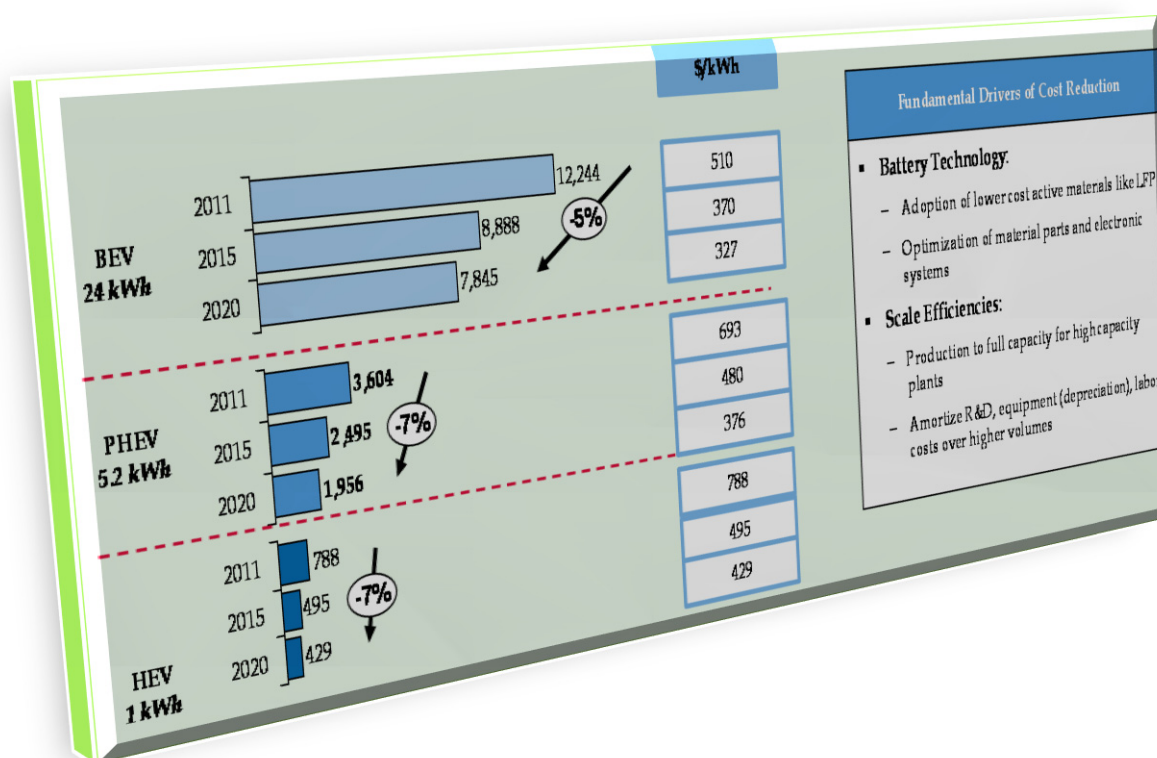 $/kWh
2011
12,244
510
2015
8,888
370
2020
7,845
327
BEV
24 kWh
-5%
2011
3,604
693
2015
2,495
480
2020
1,956
376
PHEV
5.2 kWh
-7%
2011
788
788
2015
495
495
2020
429
429
HEV
1 kWh
-7%
Fundamental Drivers of Cost Reduction
▪ Battery Technology:
– Adoption of lower cost active materials like LFP
– Optimization of material parts and electronic
systems
▪ Scale Efficiencies:
– Production to full capacity for high capacity
plants
– Amortize R&D, equipment (depreciation), labor
costs over higher volumes